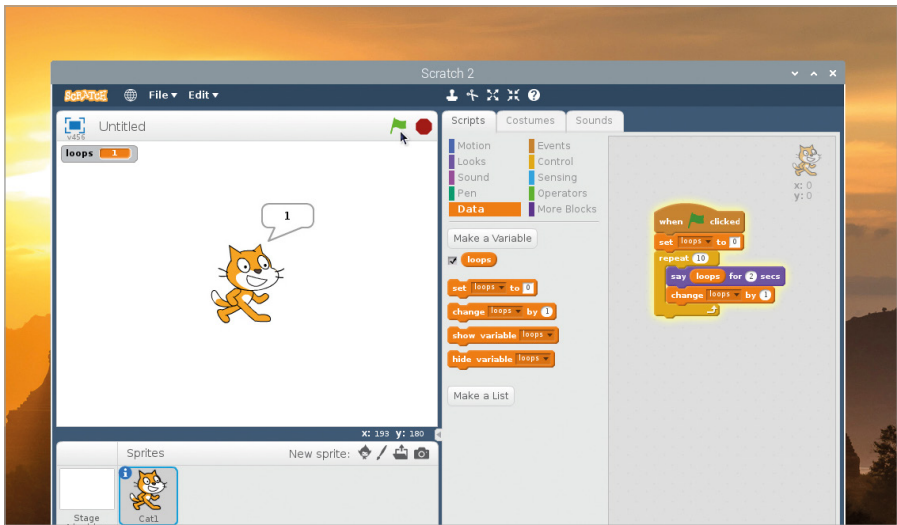 Scratch 2
SCRATCH File Edit
v456
Untitled
loops 1
1
x: 193 y: 180
Sprites New sprite:
Stage
Cat1
Scripts Costumes Sounds
Motion Events
Looks Control
Sound Sensing
Pen Operators
Data More Blocks
Make a Variable
loops
set loops to 0
change loops by 1
show variable loops
hide variable loops
Make a List
x: 0
y: 0
when clicked
set loops to 0
repeat 10
say loops for 2 secs
change loops by 1